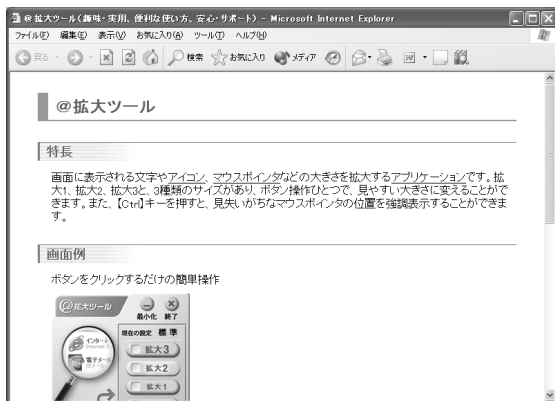 @拡大ツール(趣味・実用、便利な使い方、安心・サポート) - Microsoft Internet Explorer
ファイル(F) 編集(E) 表示(V) お気に入り(A) ツール(T) ヘルプ(H)
戻る 検索 お気に入り メディア
@拡大ツール
特長
画面に表示される文字やアイコン、マウスポインタなどの大きさを拡大するアプリケーションです。拡
大1、拡大2、拡大3と、3種類のサイズがあり、ボタン操作ひとつで、見やすい大きさに変えることがで
きます。また、【Ctrl】キーを押すと、見失いがちなマウスポインタの位置を強調表示することができま
す。
画面例
ボタンをクリックするだけの簡単操作
@拡大ツール
最小化 終了
現在の設定 標準
拡大3
電子メール
拡大2
拡大1